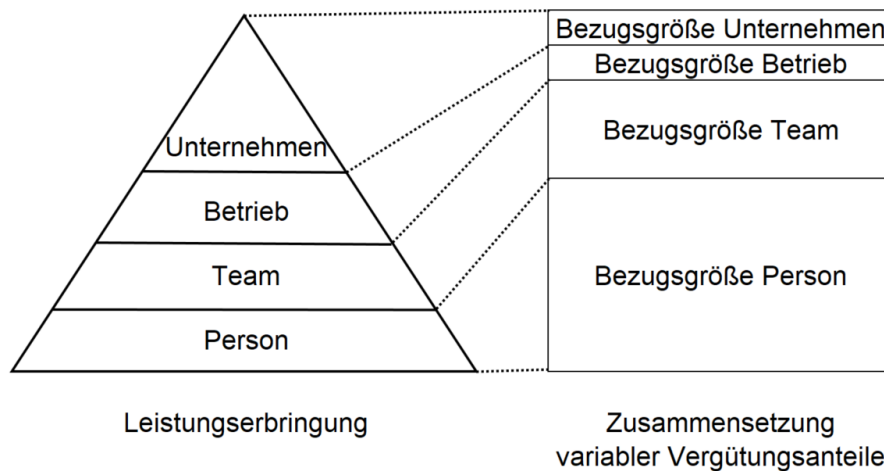 Unternehmen
Betrieb
Team
Person
Leistungserbringung
Bezugsgröße Unternehmen
Bezugsgröße Betrieb
Bezugsgröße Team
Bezugsgröße Person
Zusammensetzung
variabler Vergütungsanteile